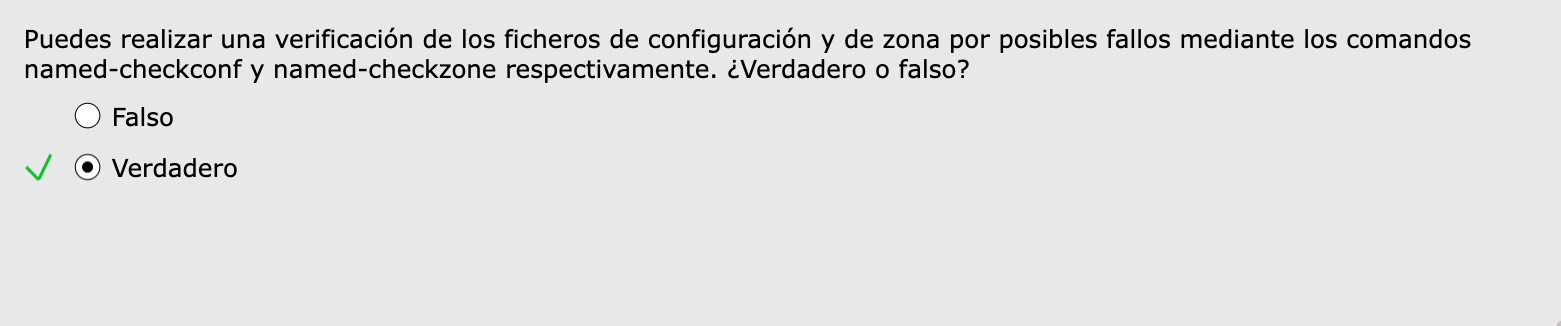 Puedes realizar una verificación de los ficheros de configuración y de zona por posibles fallos mediante los comandos
named-checkconf y named-checkzone respectivamente. ¿Verdadero o falso?
Falso
Verdadero